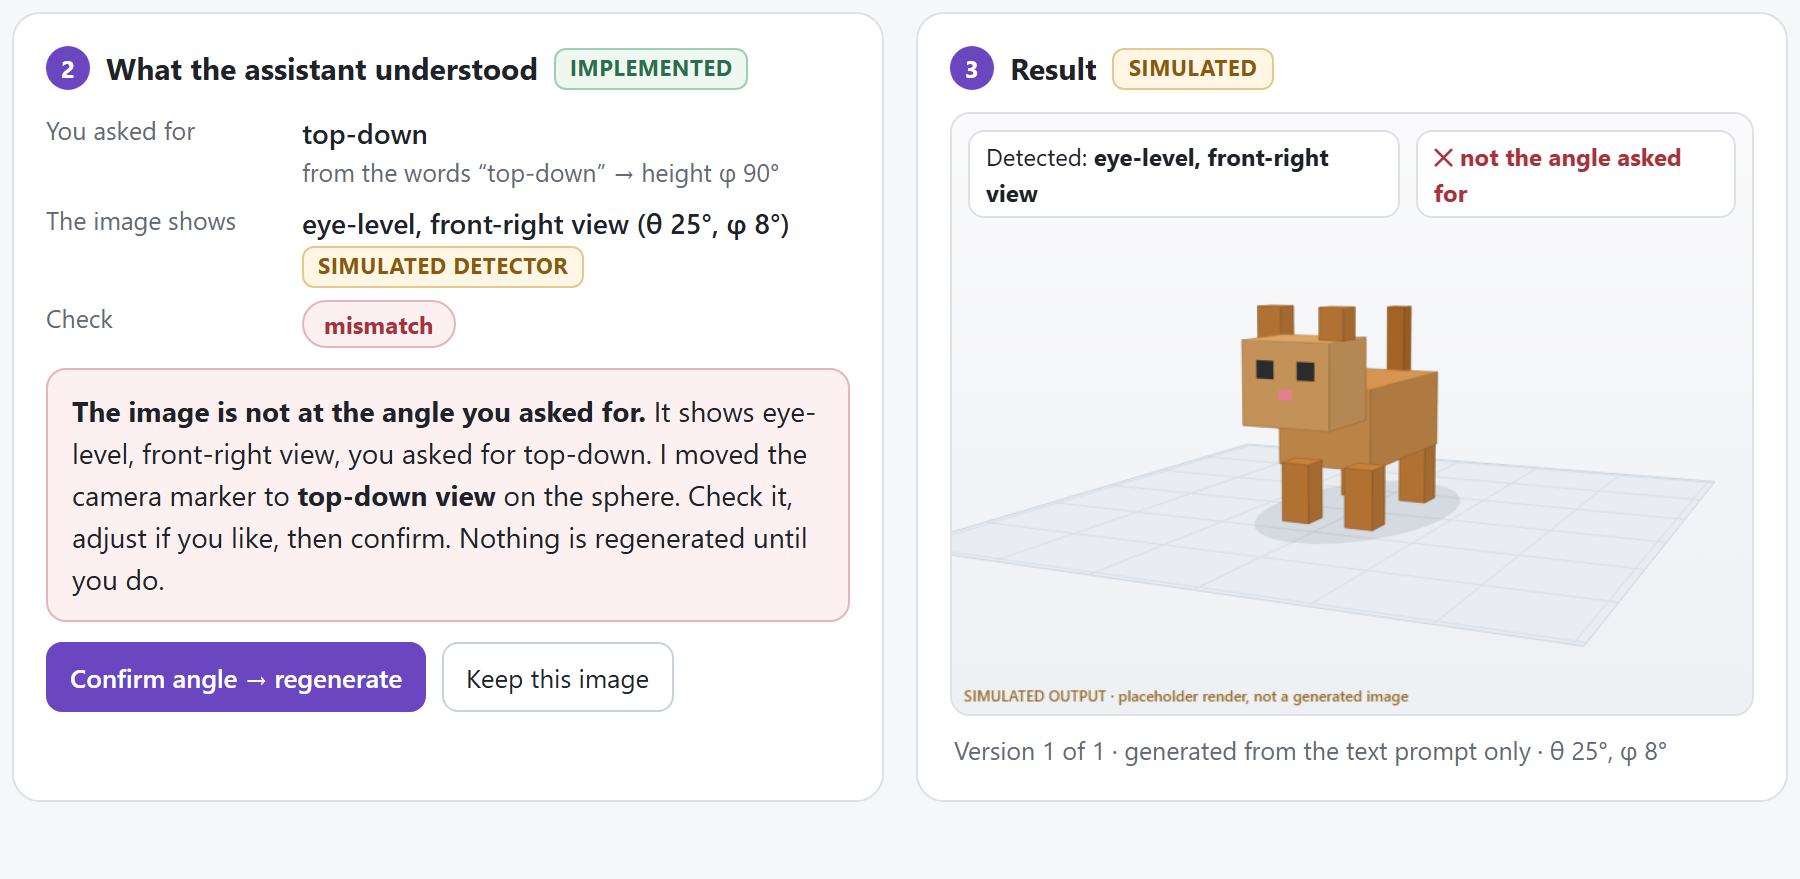 2 What the assistant understood IMPLEMENTED
You asked for top-down
from the words “top-down” → height φ 90°
The image shows eye-level, front-right view (θ 25°, φ 8°)
SIMULATED DETECTOR
Check mismatch
The image is not at the angle you asked for. It shows eye-
level, front-right view, you asked for top-down. I moved the
camera marker to top-down view on the sphere. Check it,
adjust if you like, then confirm. Nothing is regenerated until
you do.
Confirm angle → regenerate Keep this image
3 Result SIMULATED
Detected: eye-level, front-right
view
✕ not the angle asked
for
SIMULATED OUTPUT · placeholder render, not a generated image
Version 1 of 1 · generated from the text prompt only · θ 25°, φ 8°